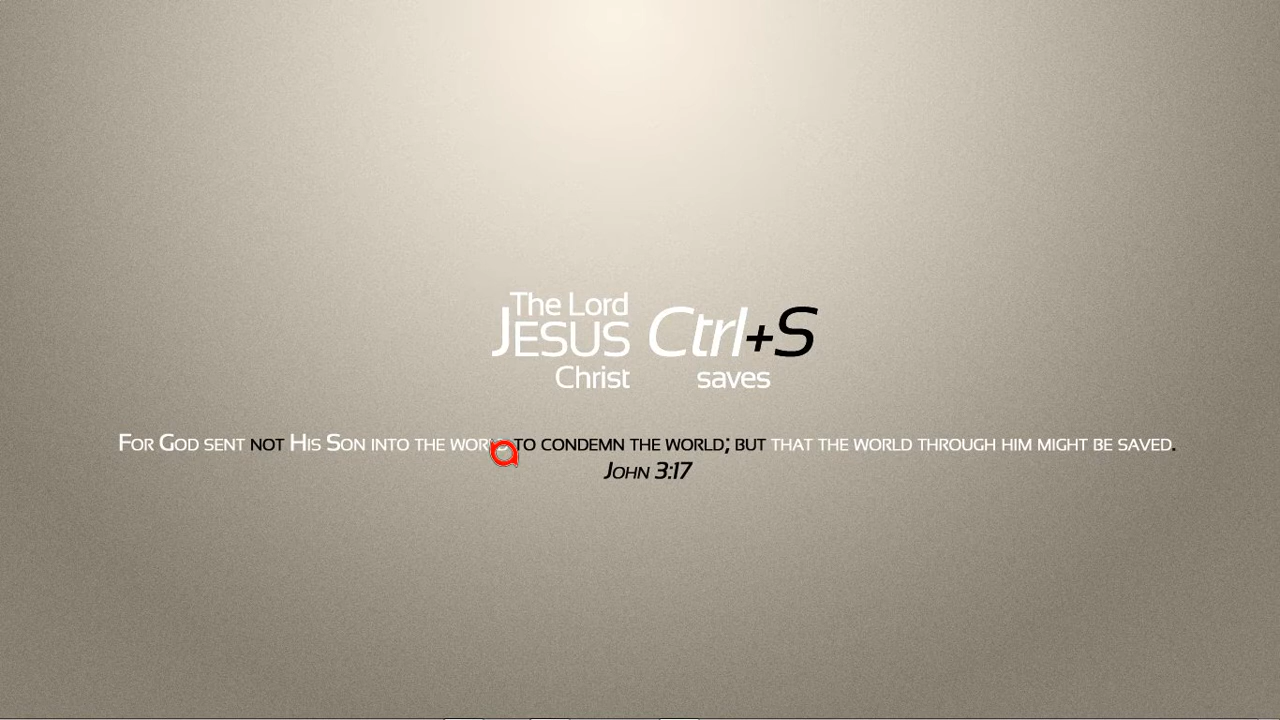 The Lord
JESUS Ctrl+S
Christ saves
FOR GOD SENT NOT HIS SON INTO THE WORLD TO CONDEMN THE WORLD; BUT THAT THE WORLD THROUGH HIM MIGHT BE SAVED.
JOHN 3:17